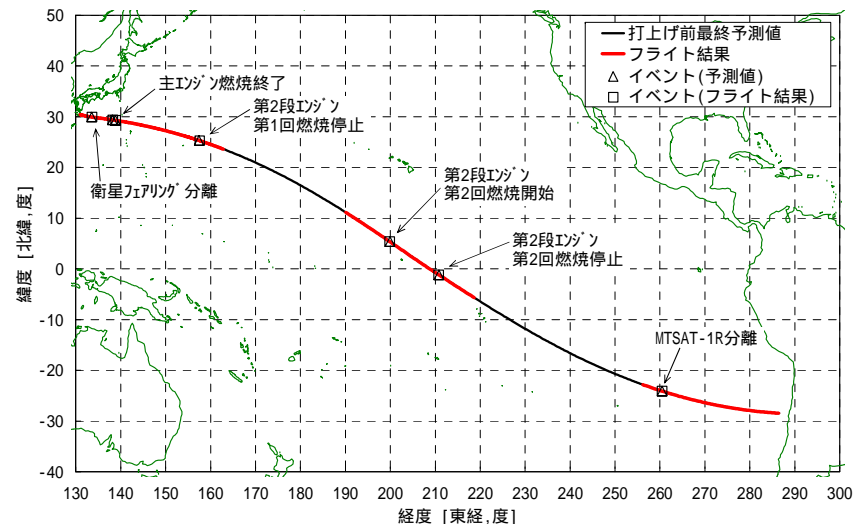 打上げ前最終予測値
フライト結果
イベント(予測値)
イベント(フライト結果)
主ｴﾝｼﾞﾝ燃焼終了
第2段ｴﾝｼﾞﾝ
第1回燃焼停止
衛星ﾌｪｱﾘﾝｸﾞ分離
第2段ｴﾝｼﾞﾝ
第2回燃焼開始
第2段ｴﾝｼﾞﾝ
第2回燃焼停止
MTSAT-1R分離
緯度 [北緯,度]
50
40
30
20
10
0
-10
-20
-30
-40
130 140 150 160 170 180 190 200 210 220 230 240 250 260 270 280 290 300
経度 [東経,度]